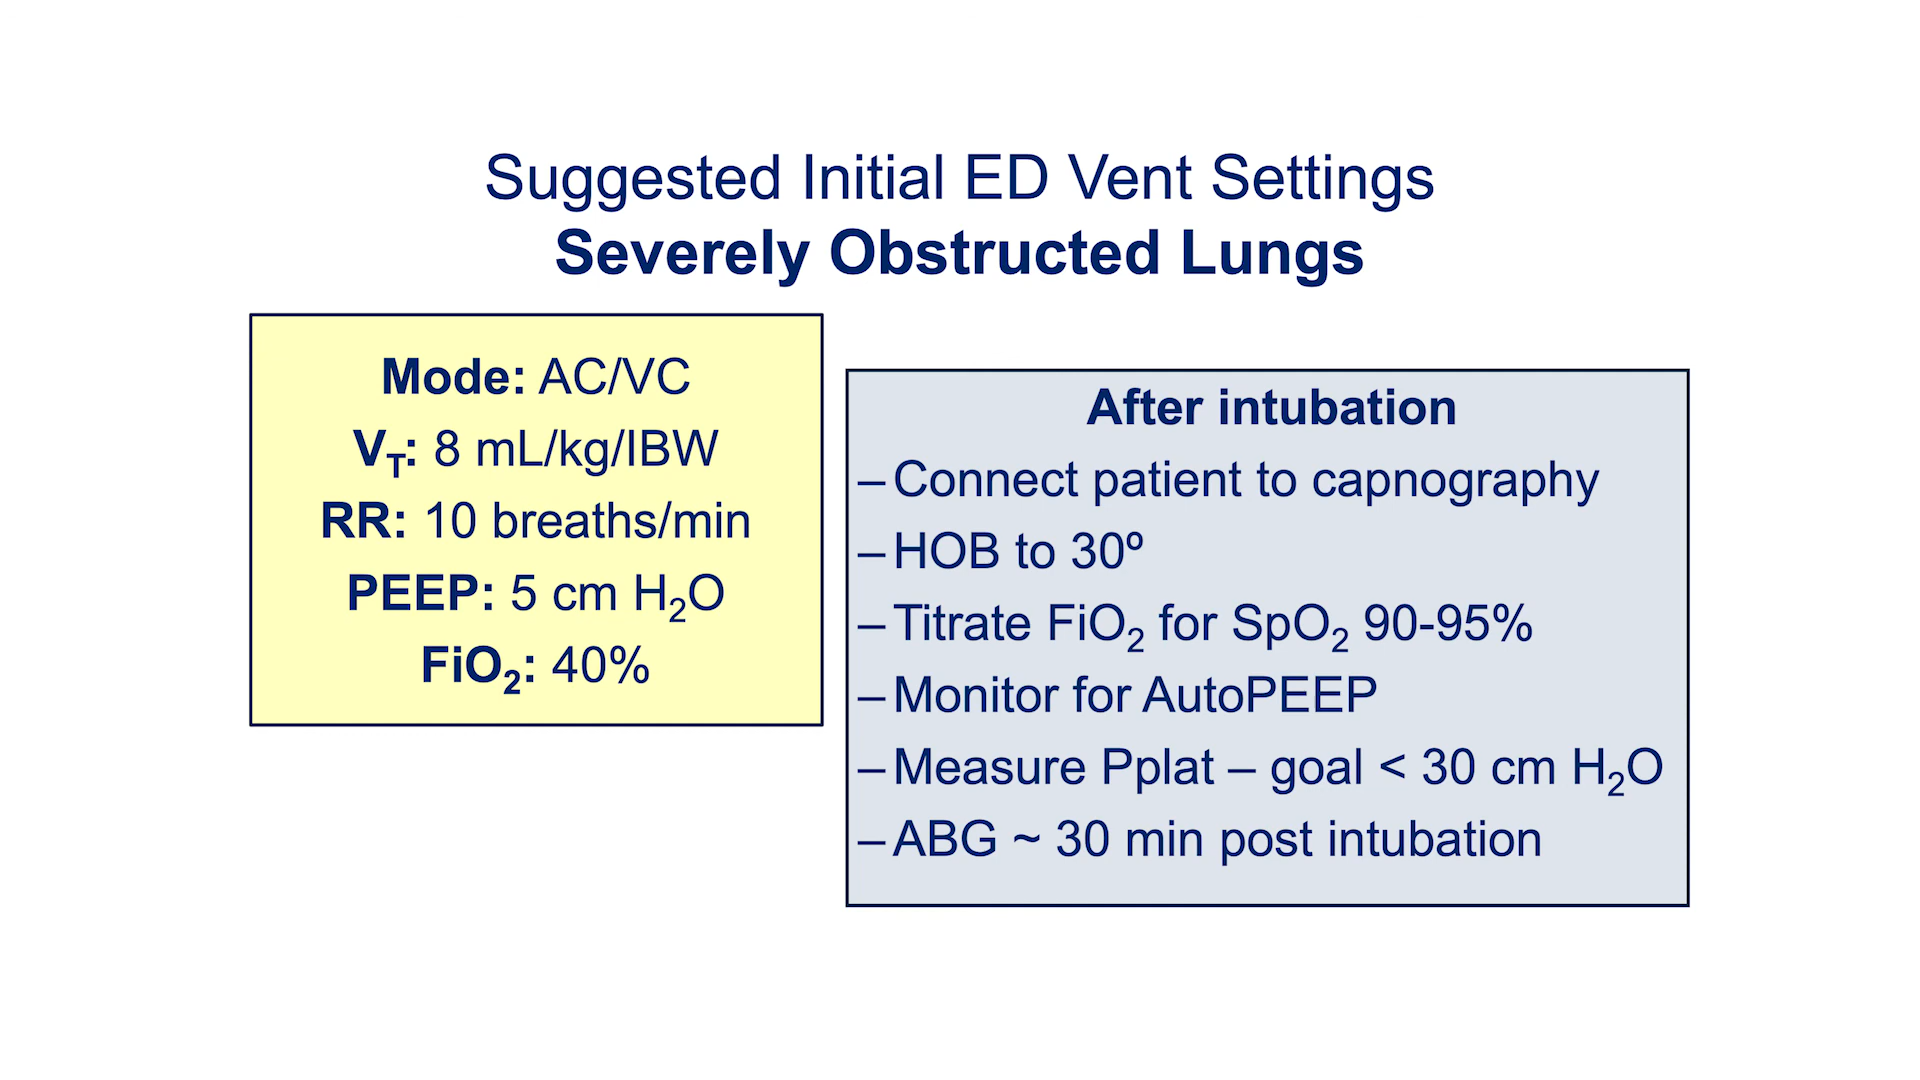 Suggested Initial ED Vent Settings
Severely Obstructed Lungs
Mode: AC/VC
V_T: 8 mL/kg/IBW
RR: 10 breaths/min
PEEP: 5 cm H₂O
FiO₂: 40%
After intubation
–Connect patient to capnography
–HOB to 30º
–Titrate FiO₂ for SpO₂ 90-95%
–Monitor for AutoPEEP
–Measure Pplat – goal < 30 cm H₂O
–ABG ~ 30 min post intubation